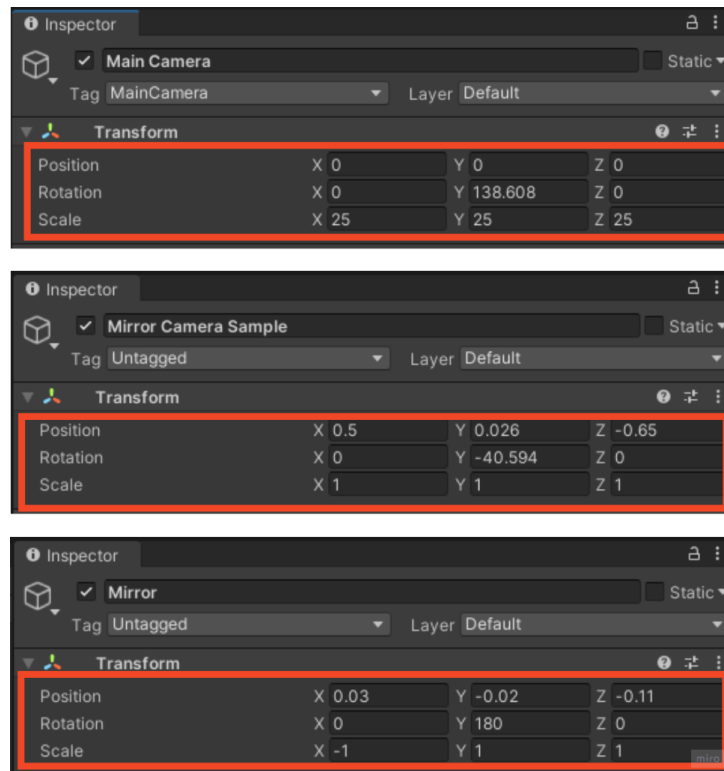 Inspector
Main Camera Static
Tag MainCamera Layer Default
Transform
Position X 0 Y 0 Z 0
Rotation X 0 Y 138.608 Z 0
Scale X 25 Y 25 Z 25
Inspector
Mirror Camera Sample Static
Tag Untagged Layer Default
Transform
Position X 0.5 Y 0.026 Z -0.65
Rotation X 0 Y -40.594 Z 0
Scale X 1 Y 1 Z 1
Inspector
Mirror Static
Tag Untagged Layer Default
Transform
Position X 0.03 Y -0.02 Z -0.11
Rotation X 0 Y 180 Z 0
Scale X -1 Y 1 Z 1
miro